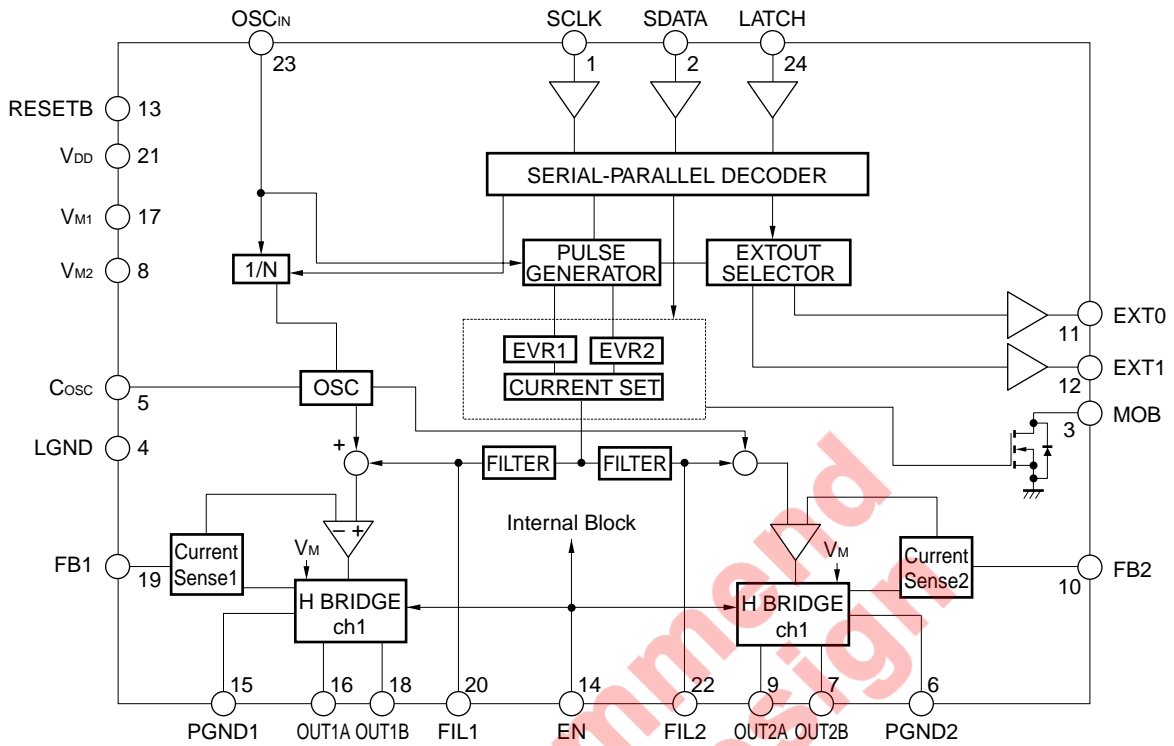 OSCIN
SCLK
SDATA
LATCH
23
1
2
24
RESETB
13
VDD
21
VM1
17
VM2
8
SERIAL-PARALLEL DECODER
1/N
PULSE
GENERATOR
EXTOUT
SELECTOR
EXT0
11
EVR1
EVR2
CURRENT SET
EXT1
12
COSC
5
OSC
MOB
3
LGND
4
+
FILTER
FILTER
Internal Block
FB1
19
Current
Sense1
VM
− +
H BRIDGE
ch1
VM
H BRIDGE
ch1
Current
Sense2
FB2
10
15
16
18
20
14
22
9
7
6
PGND1
OUT1A
OUT1B
FIL1
EN
FIL2
OUT2A
OUT2B
PGND2
mmend
sign